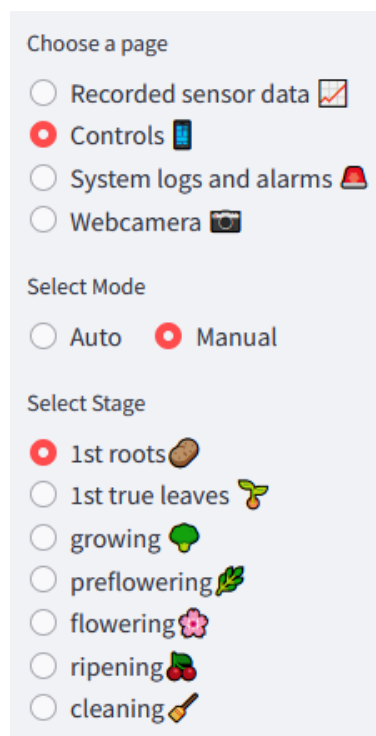 Choose a page
Recorded sensor data 📈
Controls 📱
System logs and alarms 🚨
Webcamera 📷
Select Mode
Auto Manual
Select Stage
1st roots🥔
1st true leaves 🌱
growing 🥦
preflowering🌿
flowering🌸
ripening🍒
cleaning🧹